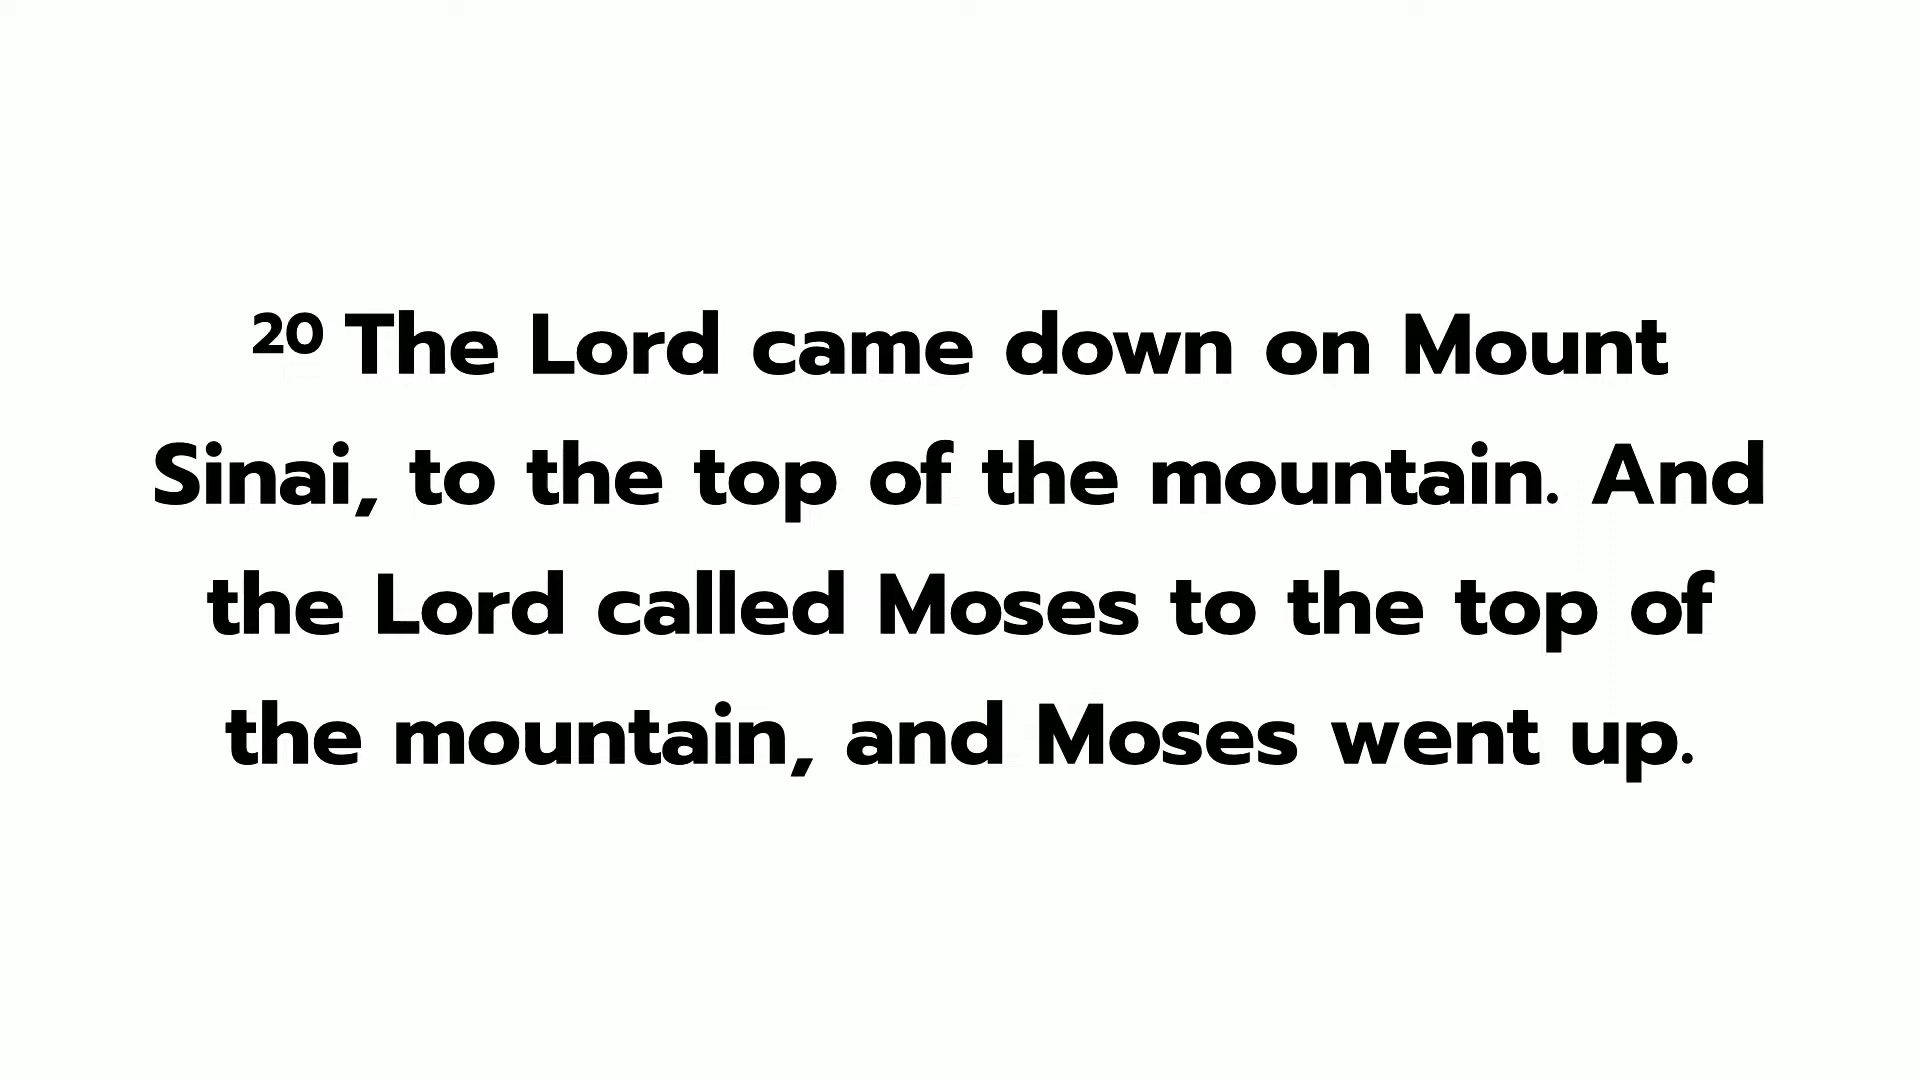 20 The Lord came down on Mount
Sinai, to the top of the mountain. And
the Lord called Moses to the top of
the mountain, and Moses went up.